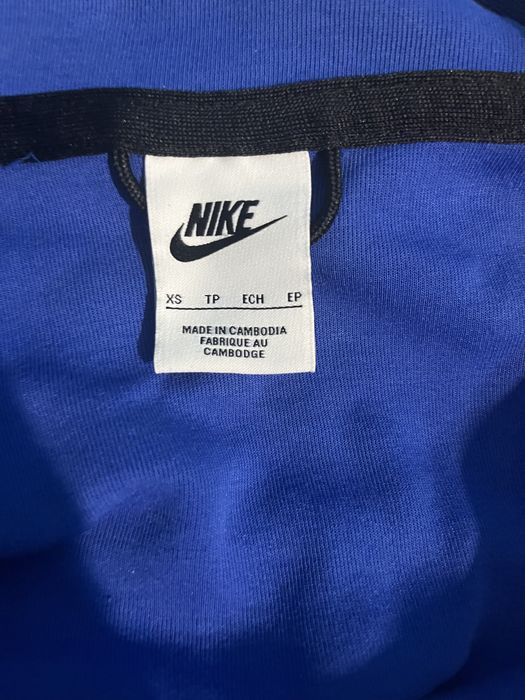 NIKE
XS TP ECH EP
MADE IN CAMBODIA
FABRIQUE AU
CAMBODGE